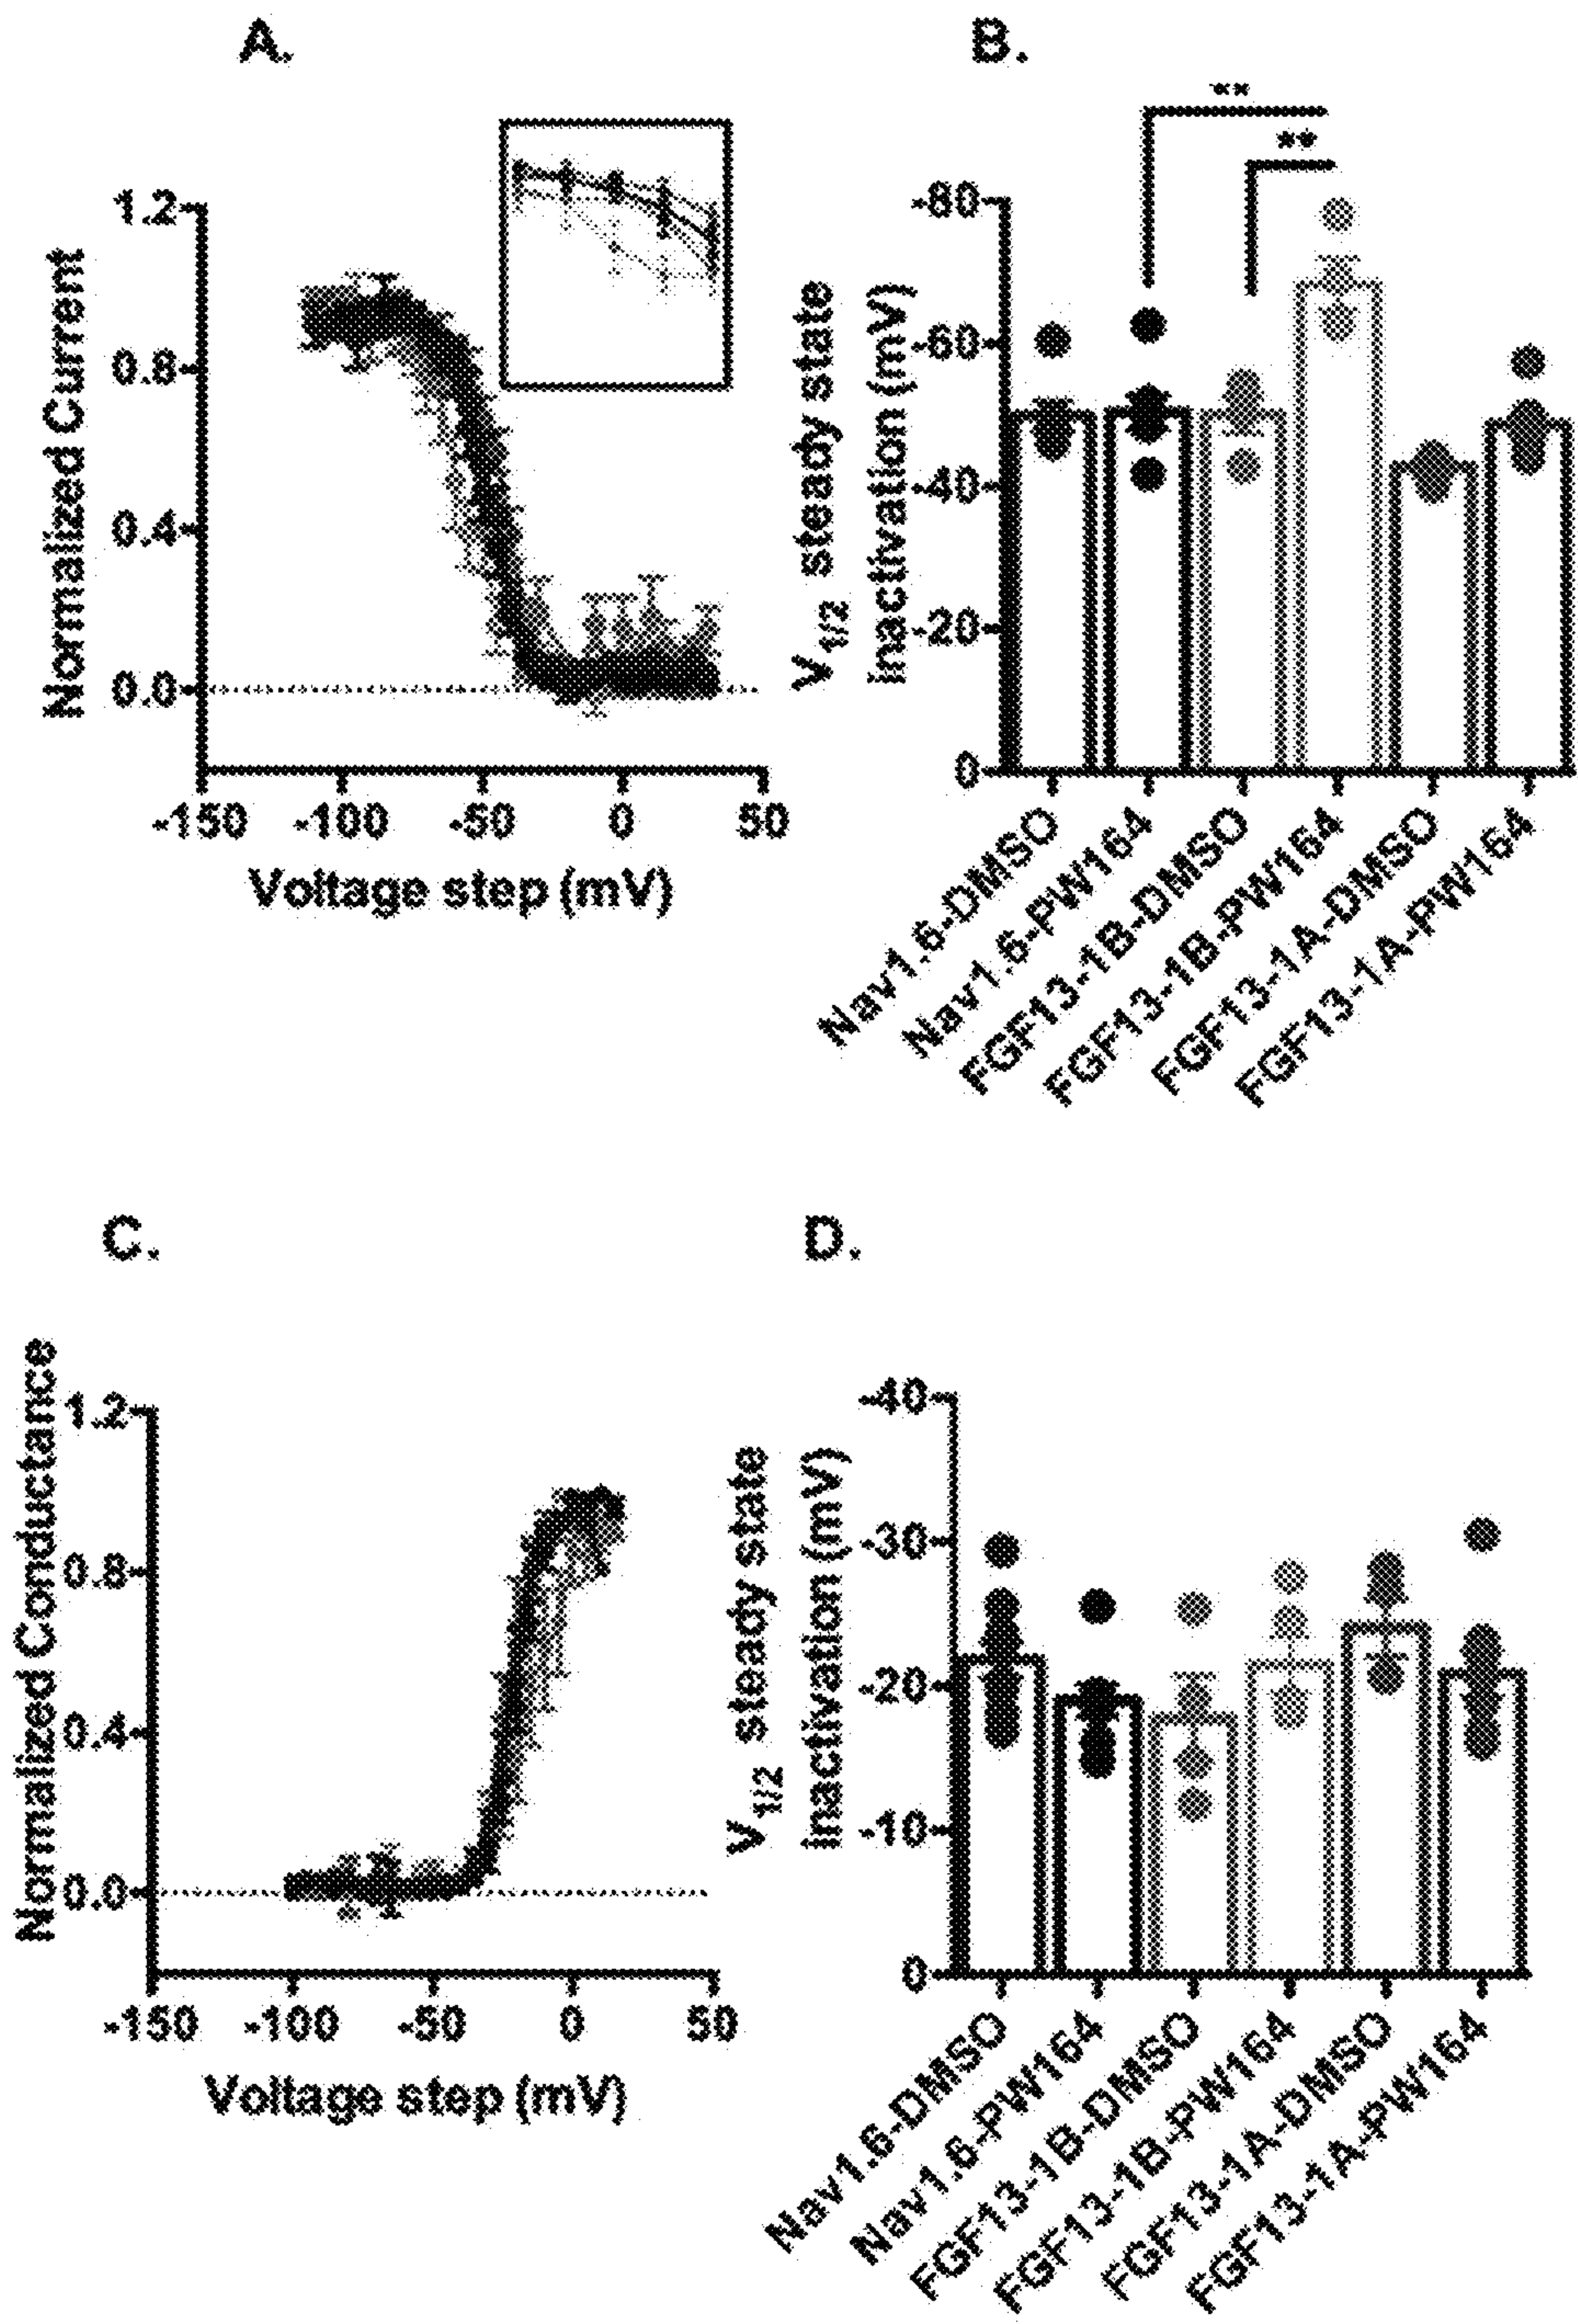 A.
Normalized Current
1.2
0.8
0.4
0.0
-150 -100 -50 0 50
Voltage step (mV)
B.
**
**
V1/2 steady state
inactivation (mV)
-80
-60
-40
-20
0
Nav1.6-DMSO
Nav1.6-PW164
FGF13-1B-DMSO
FGF13-1B-PW164
FGF13-1A-DMSO
FGF13-1A-PW164
C.
Normalized Conductance
1.2
0.8
0.4
0.0
-150 -100 -50 0 50
Voltage step (mV)
D.
V1/2 steady state
inactivation (mV)
-40
-30
-20
-10
0
Nav1.6-DMSO
Nav1.6-PW164
FGF13-1B-DMSO
FGF13-1B-PW164
FGF13-1A-DMSO
FGF13-1A-PW164